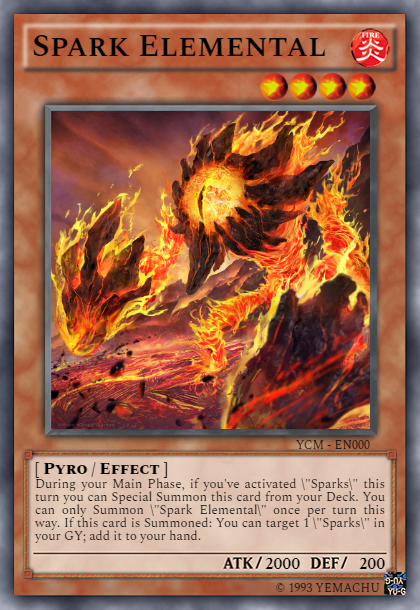 SPARK ELEMENTAL
FIRE
炎
YCM - EN000
[ PYRO / EFFECT ]
During your Main Phase, if you've activated \"Sparks\" this
turn you can Special Summon this card from your Deck. You
can only Summon \"Spark Elemental\" once per turn this
way. If this card is Summoned: You can target 1 \"Sparks\" in
your GY; add it to your hand.
ATK/ 2000 DEF/ 200
© 1993 YEMACHU
YU-G